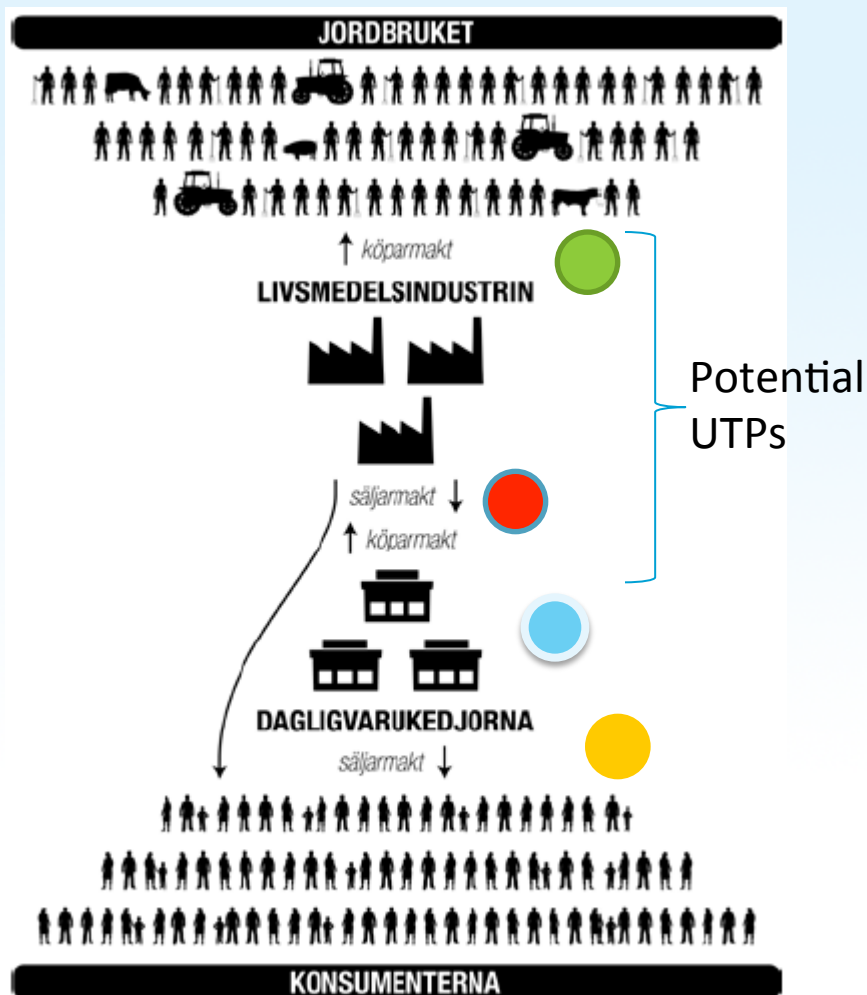 JORDBRUKET
köparmakt
LIVSMEDELSINDUSTRIN
Potential
UTPs
säljarmakt
köparmakt
DAGLIGVARUKEDJORNA
säljarmakt
KONSUMENTERNA